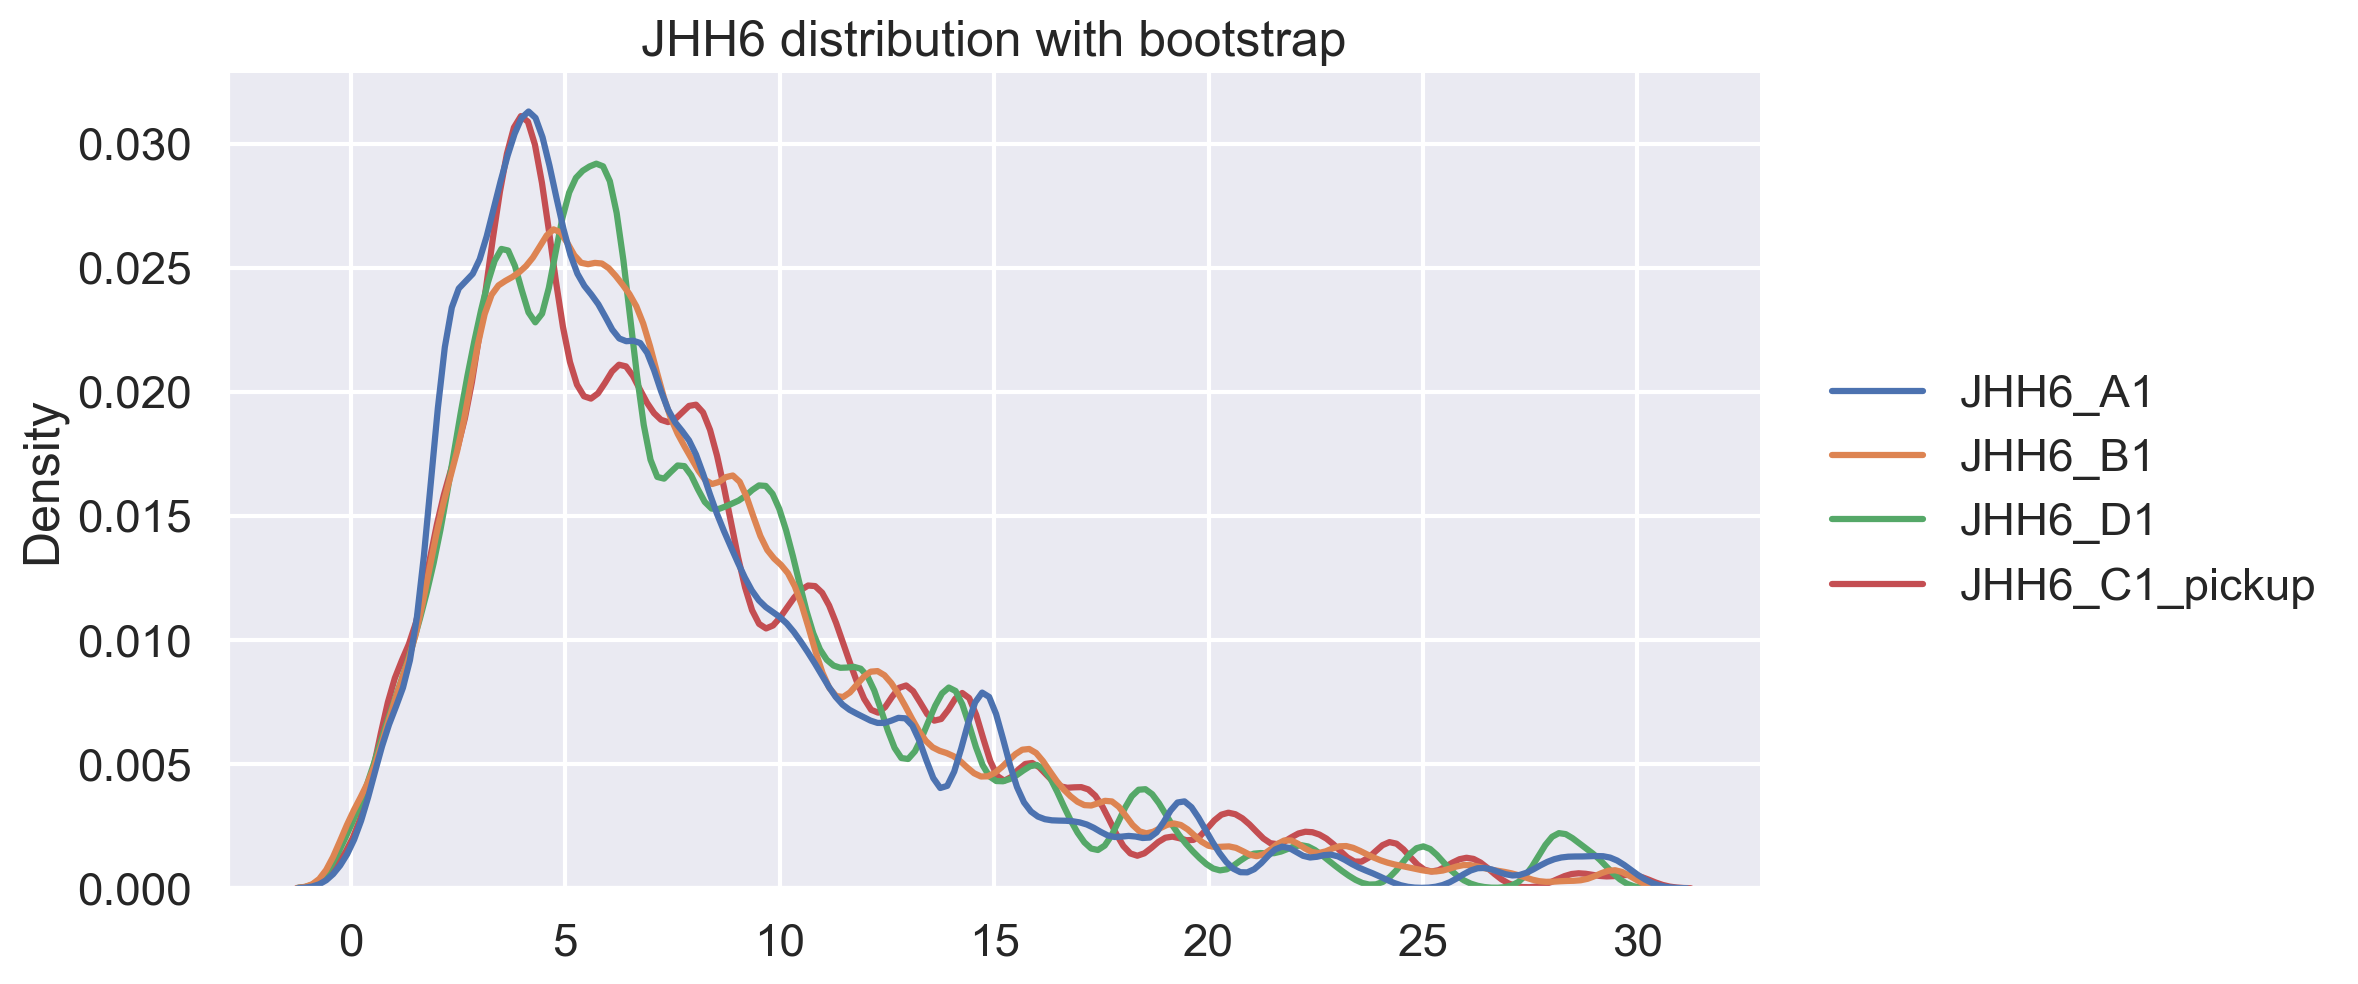 JHH6 distribution with bootstrap
Density
0.030
0.025
0.020
0.015
0.010
0.005
0.000
0 5 10 15 20 25 30
JHH6_A1
JHH6_B1
JHH6_D1
JHH6_C1_pickup